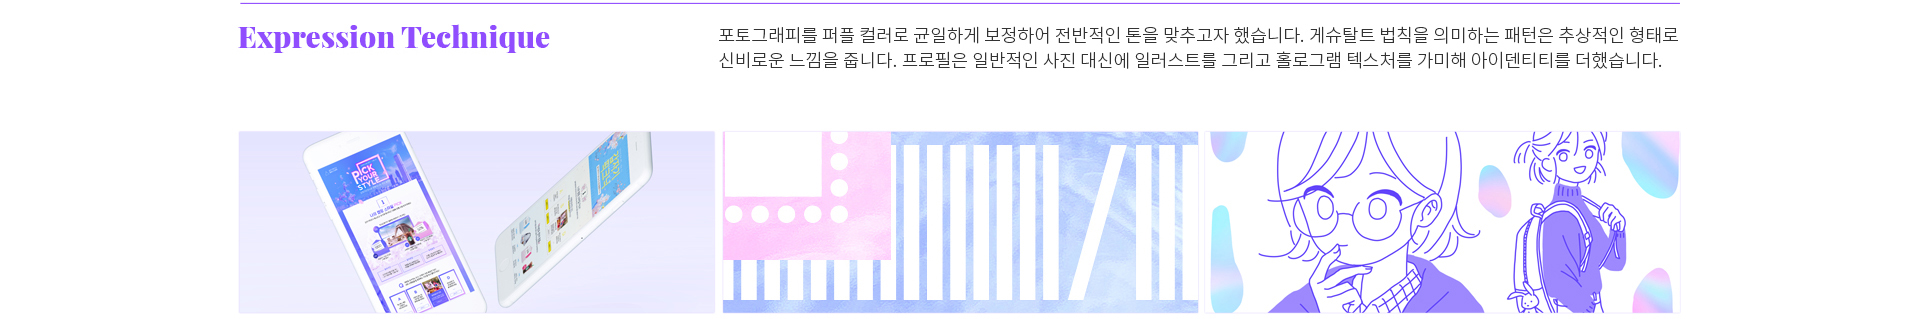 Expression Technique
포토그래피를 퍼플 컬러로 균일하게 보정하여 전반적인 톤을 맞추고자 했습니다. 게슈탈트 법칙을 의미하는 패턴은 추상적인 형태로
신비로운 느낌을 줍니다. 프로필은 일반적인 사진 대신에 일러스트를 그리고 홀로그램 텍스처를 가미해 아이덴티티를 더했습니다.
PICK
YOUR
STYLE